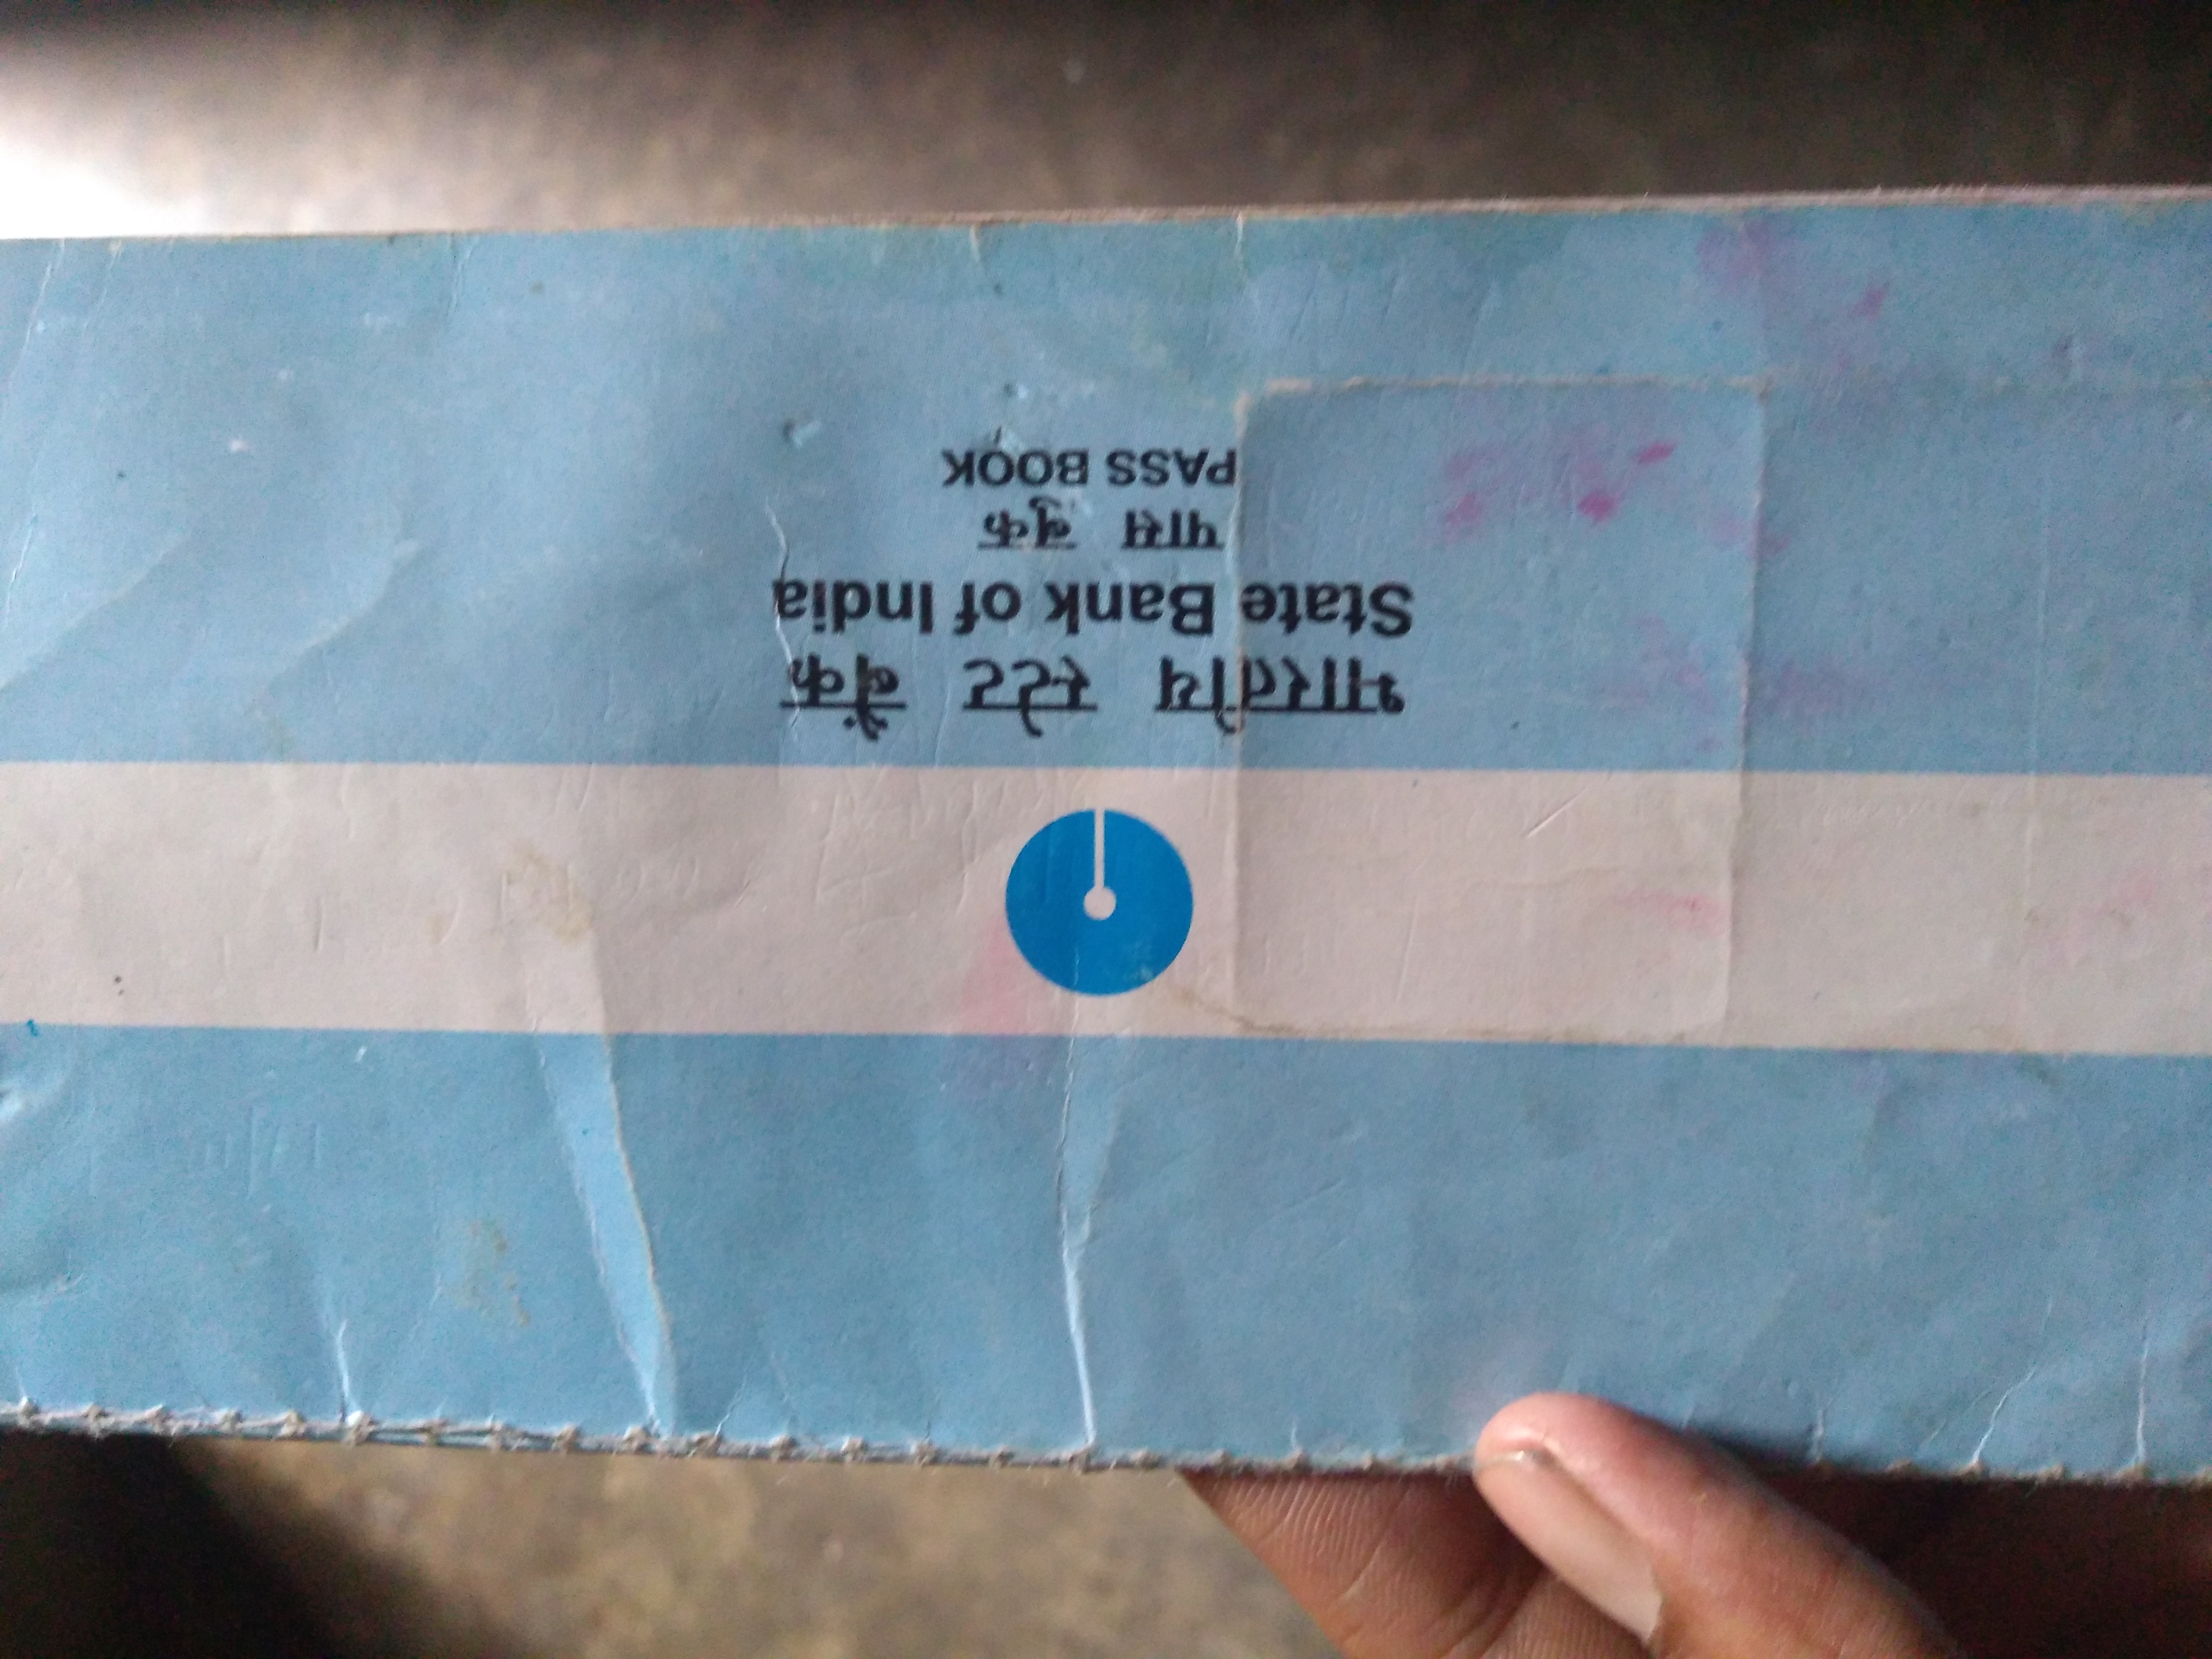 भारतीय स्टेट बैंक
State Bank of India
पास बुक
PASS BOOK